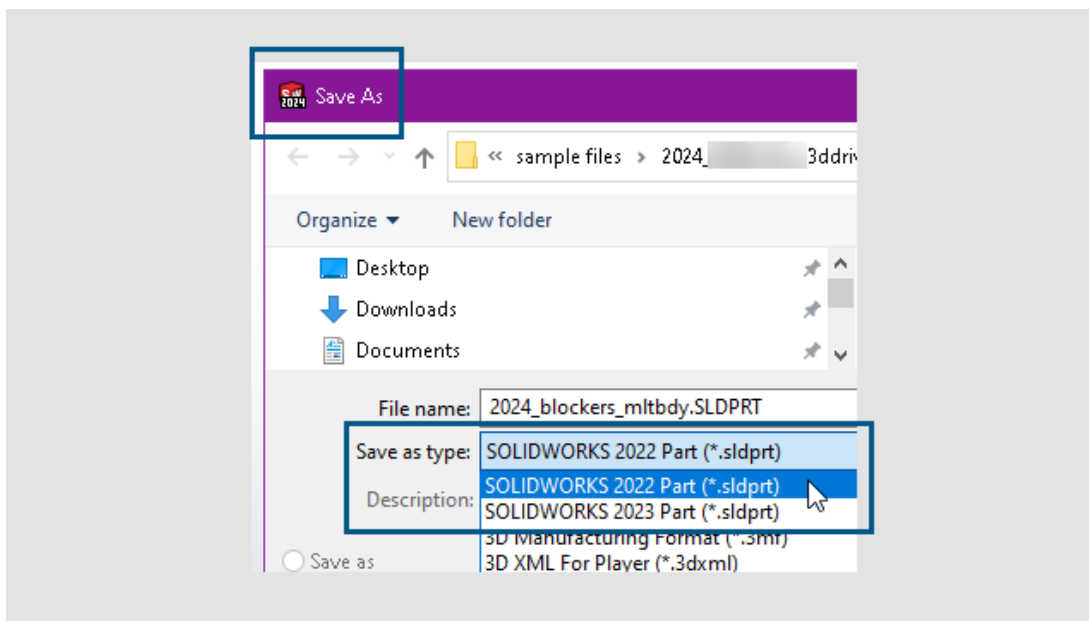 SW 2024 Save As
« sample files > 2024_ 3ddriv
Organize New folder
Desktop
Downloads
Documents
File name: 2024_blockers_mltbdy.SLDPRT
Save as type: SOLIDWORKS 2022 Part (*.sldprt)
SOLIDWORKS 2022 Part (*.sldprt)
Description:
SOLIDWORKS 2023 Part (*.sldprt)
3D Manufacturing Format (*.3mf)
Save as 3D XML For Player (*.3dxml)